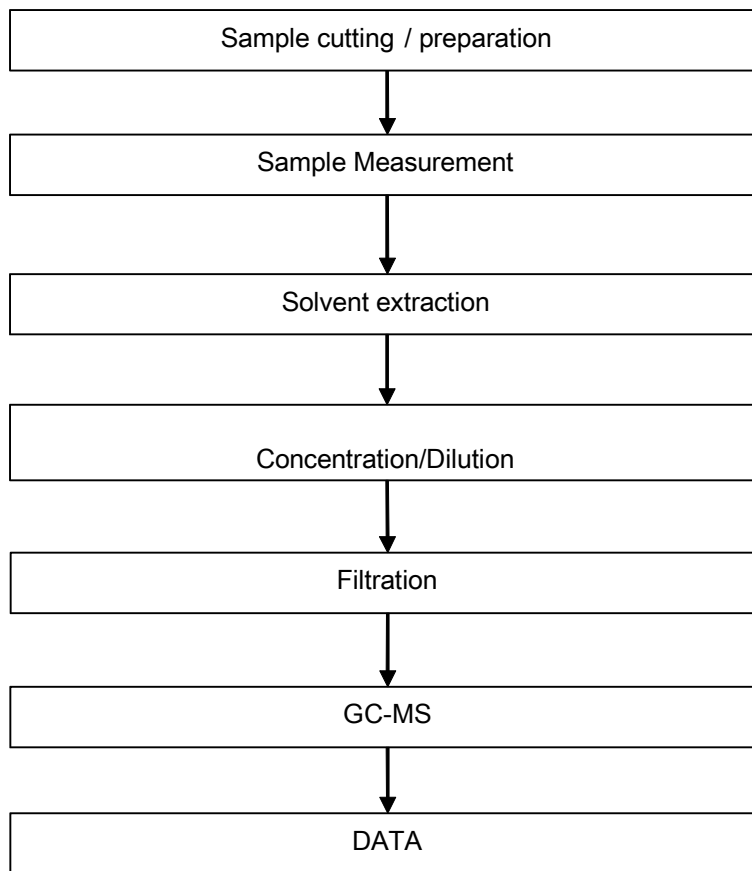 Sample cutting / preparation
Sample Measurement
Solvent extraction
Concentration/Dilution
Filtration
GC-MS
DATA